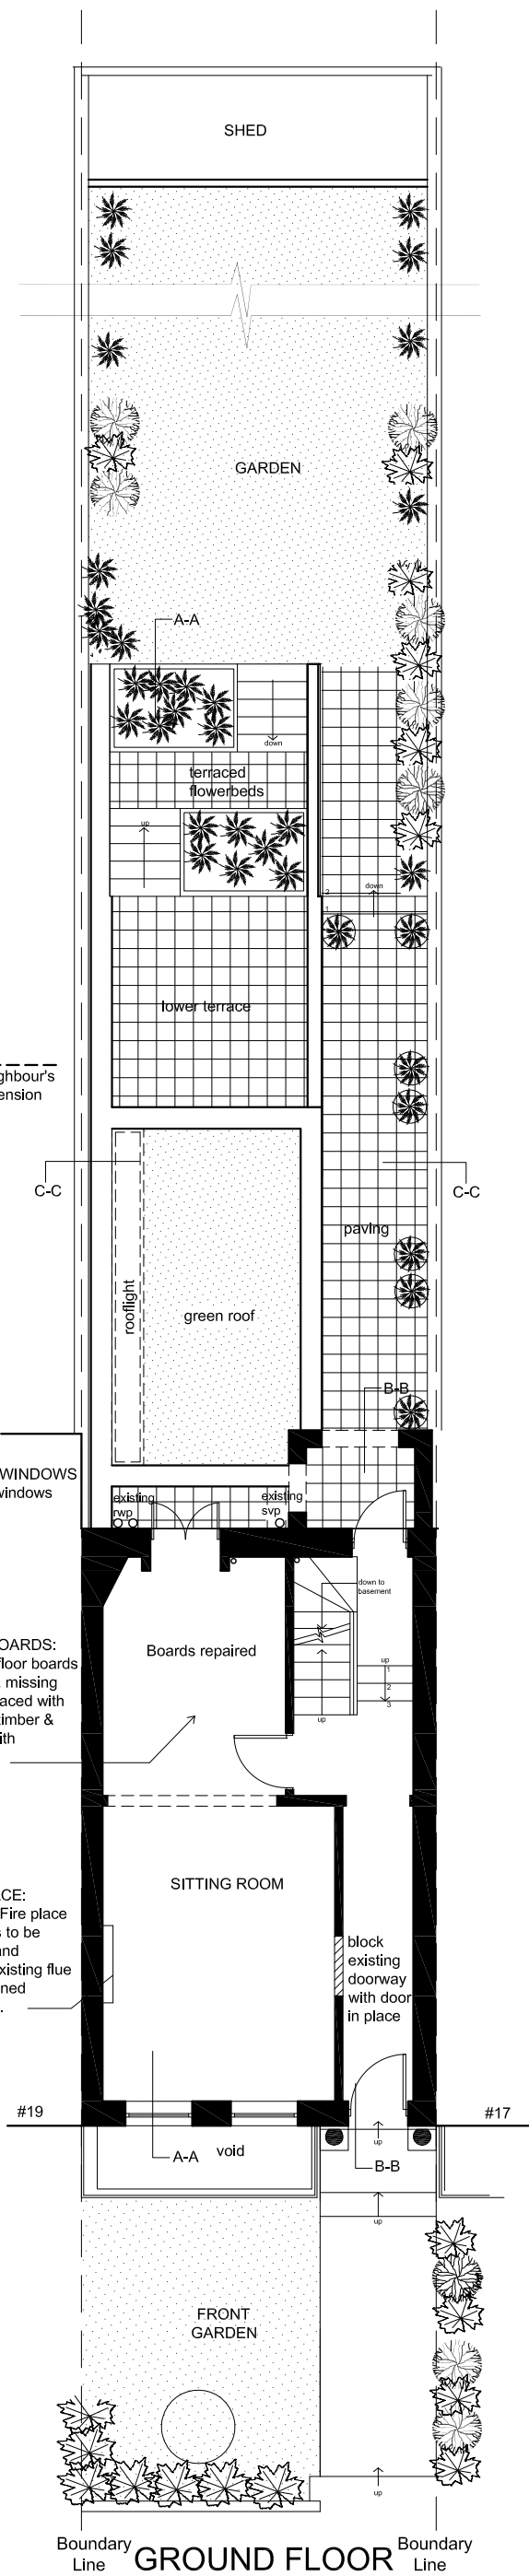 SHED
GARDEN
A-A
down
terraced
flowerbeds
up
2
down
1
lower terrace
ghbour's
ension
C-C
C-C
paving
rooflight
green roof
B-B
WINDOWS
windows
existing
rwp
existing
svp
down to
basement
OARDS:
floor boards
missing
aced with
timber &
ith
Boards repaired
up
1
2
3
up
SITTING ROOM
ACE:
Fire place
s to be
and
xisting flue
ned
.
block
existing
doorway
with door
in place
#19
#17
up
A-A
void
B-B
up
FRONT
GARDEN
up
Boundary
Line
GROUND FLOOR
Boundary
Line